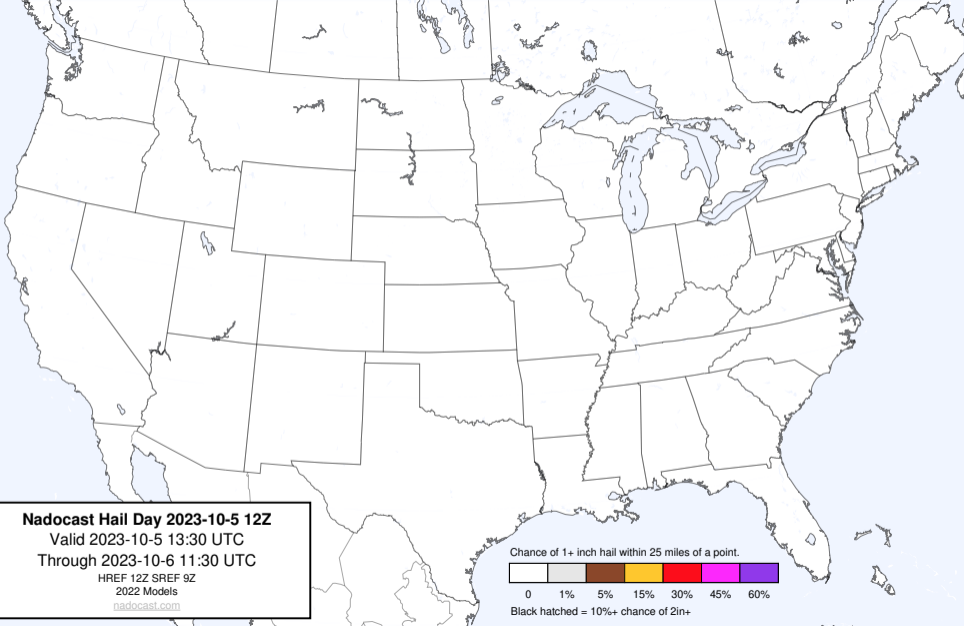 Nadocast Hail Day 2023-10-5 12Z
Valid 2023-10-5 13:30 UTC
Through 2023-10-6 11:30 UTC
HREF 12Z SREF 9Z
2022 Models
nadocast.com
Chance of 1+ inch hail within 25 miles of a point.
0 1% 5% 15% 30% 45% 60%
Black hatched = 10%+ chance of 2in+